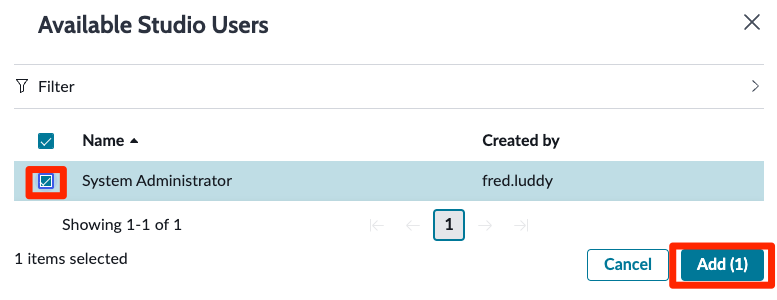 Available Studio Users
Filter
Name Created by
System Administrator fred.luddy
Showing 1-1 of 1 1
1 items selected
Cancel Add (1)